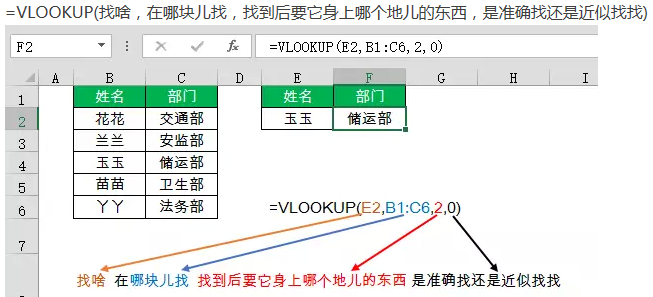 =VLOOKUP(找啥，在哪块儿找，找到后要它身上哪个地儿的东西，是准确找还是近似找找)
F2 fx =VLOOKUP(E2,B1:C6,2,0)
A B C D E F G H I
1 姓名 部门 姓名 部门
2 花花 交通部 玉玉 储运部
3 兰兰 安监部
4 玉玉 储运部
5 苗苗 卫生部
6 丫丫 法务部 =VLOOKUP(E2,B1:C6,2,0)
7
找啥 在哪块儿找 找到后要它身上哪个地儿的东西 是准确找还是近似找找